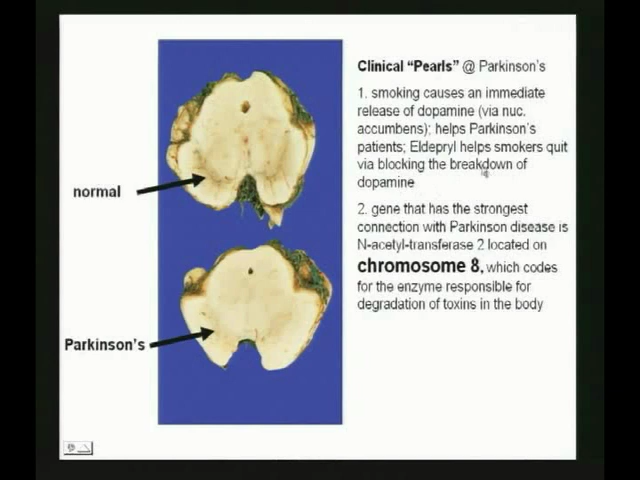 Clinical “Pearls” @ Parkinson’s
1. smoking causes an immediate
release of dopamine (via nuc.
accumbens); helps Parkinson’s
patients; Eldepryl helps smokers quit
via blocking the breakdown of
dopamine
2. gene that has the strongest
connection with Parkinson disease is
N-acetyl-transferase 2 located on
chromosome 8, which codes
for the enzyme responsible for
degradation of toxins in the body
normal
Parkinson’s